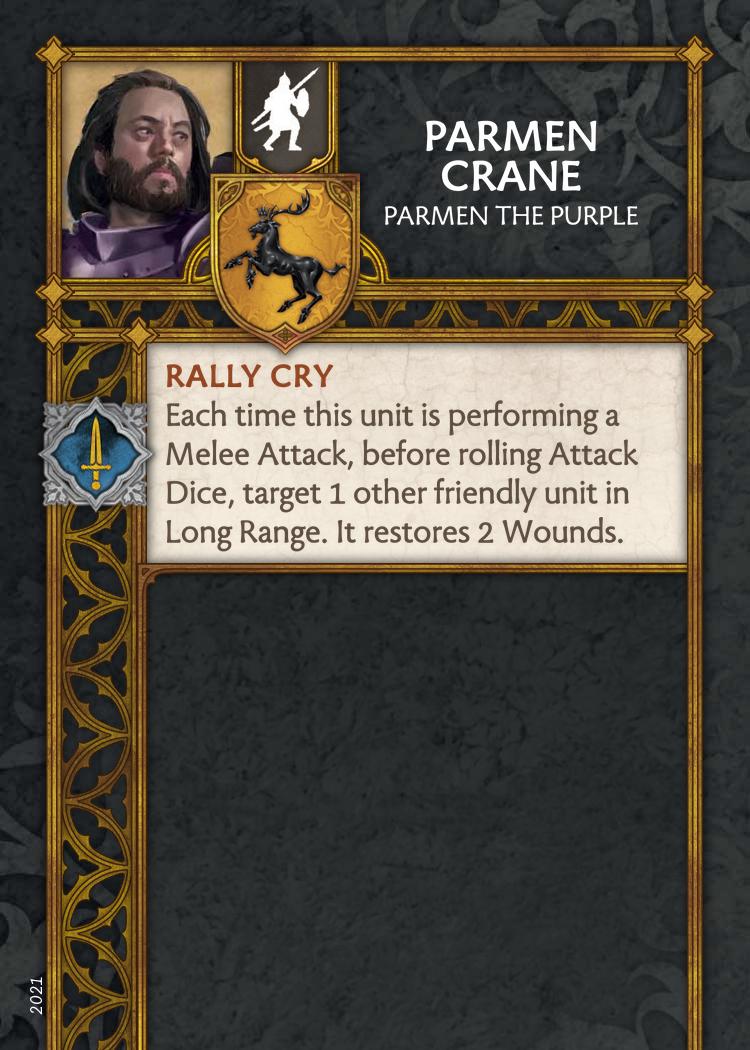 PARMEN
CRANE
PARMEN THE PURPLE
RALLY CRY
Each time this unit is performing a
Melee Attack, before rolling Attack
Dice, target 1 other friendly unit in
Long Range. It restores 2 Wounds.
2021